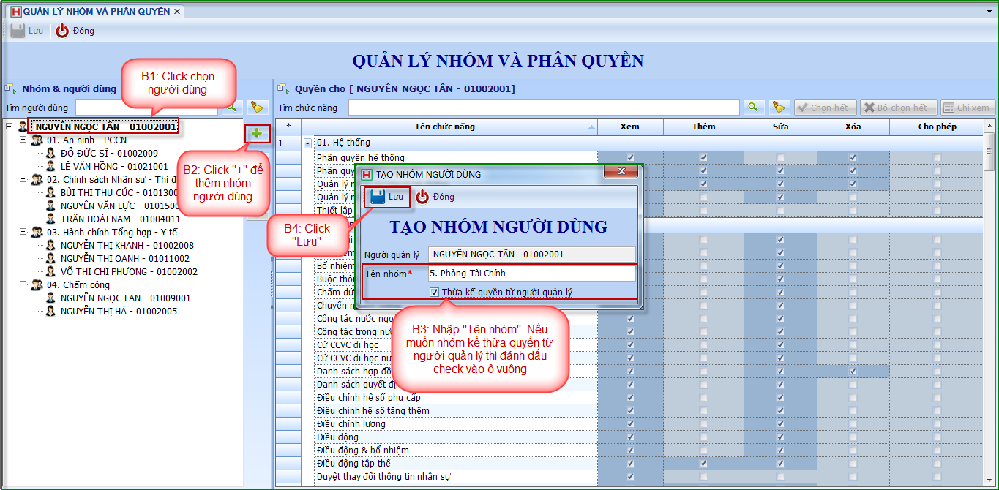 QUẢN LÝ NHÓM VÀ PHÂN QUYỀN
Lưu
Đóng
QUẢN LÝ NHÓM VÀ PHÂN QUYỀN
B1: Click chọn
người dùng
Nhóm & người dùng
Tìm người dùng
NGUYỄN NGỌC TÂN - 01002001
01. An ninh - PCCN
ĐỖ ĐỨC SĨ - 01002009
LÊ VĂN HỒNG - 01021001
02. Chính sách Nhân sự - Thi đ
BÙI THỊ THU CÚC - 0101300
NGUYỄN VĂN LỰC - 0101500
TRẦN HOÀI NAM - 01004011
03. Hành chính Tổng hợp - Y tế
NGUYỄN THỊ KHANH - 01002008
NGUYỄN THỊ OANH - 01011002
VÕ THỊ CHI PHƯƠNG - 01002002
04. Chấm công
NGUYỄN NGỌC LAN - 01009001
NGUYỄN THỊ HÀ - 01002005
B2: Click "+" để
thêm nhóm
người dùng
Quyền cho [ NGUYỄN NGỌC TÂN - 01002001]
Tìm chức năng
Chọn hết
Bỏ chọn hết
Chỉ xem
* Tên chức năng Xem Thêm Sửa Xóa Cho phép
1
01. Hệ thống
Phân quyền hệ thống
Phân quy
Quản lý n
Quản lý n
Thiết lập
Bổ nhiệm
Buộc thôi
Chấm dứ
Chuyển n
Công tác nước ngo
Công tác trong nư
Cử CCVC đi học
Cử CCVC đi học nư
Danh sách hợp đồ
Danh sách quyết đị
Điều chỉnh hệ số phụ cấp
Điều chỉnh hệ số tăng thêm
Điều chỉnh lương
Điều động
Điều động & bổ nhiệm
Điều động tập thể
Duyệt thay đổi thông tin nhân sự
TẠO NHÓM NGƯỜI DÙNG
Lưu
Đóng
TẠO NHÓM NGƯỜI DÙNG
Người quản lý
NGUYỄN NGỌC TÂN - 01002001
Tên nhóm*
5. Phòng Tài Chính
Thừa kế quyền từ người quản lý
B4: Click
"Lưu"
B3: Nhập "Tên nhóm". Nếu
muốn nhóm kế thừa quyền từ
người quản lý thì đánh dấu
check vào ô vuông